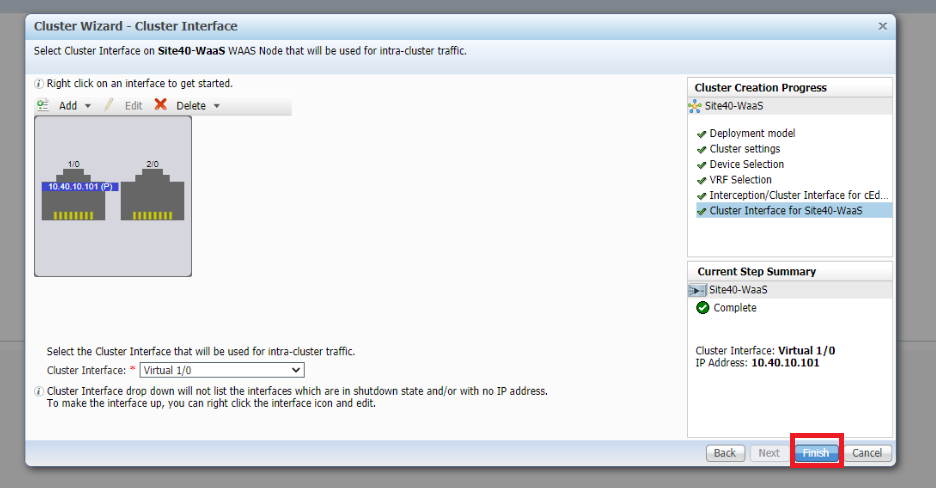 Cluster Wizard - Cluster Interface
Select Cluster Interface on Site40-WaaS WAAS Node that will be used for intra-cluster traffic.
Right click on an interface to get started.
Add Edit Delete
1/0 2/0
10.40.10.101 (P)
Select the Cluster Interface that will be used for intra-cluster traffic.
Cluster Interface: * Virtual 1/0
Cluster Interface drop down will not list the interfaces which are in shutdown state and/or with no IP address.
To make the interface up, you can right click the interface icon and edit.
Cluster Creation Progress
Site40-WaaS
Deployment model
Cluster settings
Device Selection
VRF Selection
Interception/Cluster Interface for cEd...
Cluster Interface for Site40-WaaS
Current Step Summary
Site40-WaaS
Complete
Cluster Interface: Virtual 1/0
IP Address: 10.40.10.101
Back Next Finish Cancel